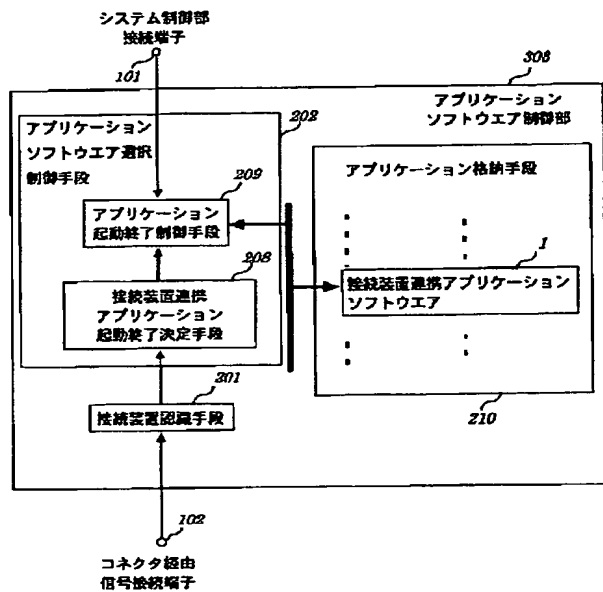 システム制御部
接続端子
101
303
アプリケーション
ソフトウエア制御部
202
アプリケーション
ソフトウエア選択
制御手段
209
アプリケーション
起動終了制御手段
208
接続装置連携
アプリケーション
起動終了決定手段
201
接続装置認識手段
アプリケーション格納手段
1
接続装置連携アプリケーション
ソフトウエア
210
102
コネクタ経由
信号接続端子